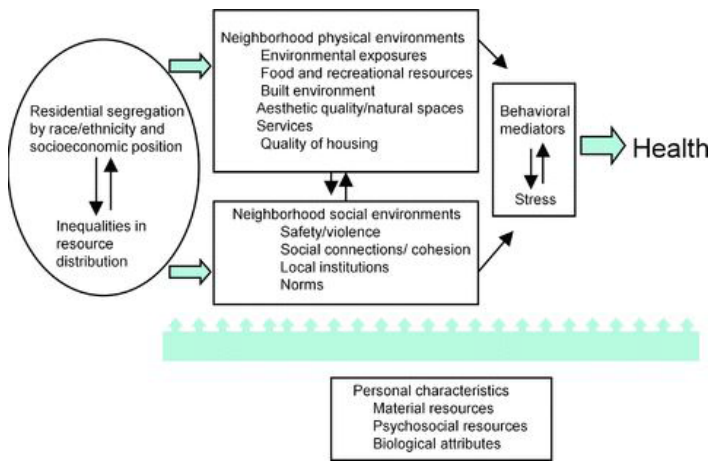 Residential segregation
by race/ethnicity and
socioeconomic position
Inequalities in
resource
distribution
Neighborhood physical environments
Environmental exposures
Food and recreational resources
Built environment
Aesthetic quality/natural spaces
Services
Quality of housing
Neighborhood social environments
Safety/violence
Social connections/ cohesion
Local institutions
Norms
Behavioral
mediators
Stress
Health
Personal characteristics
Material resources
Psychosocial resources
Biological attributes